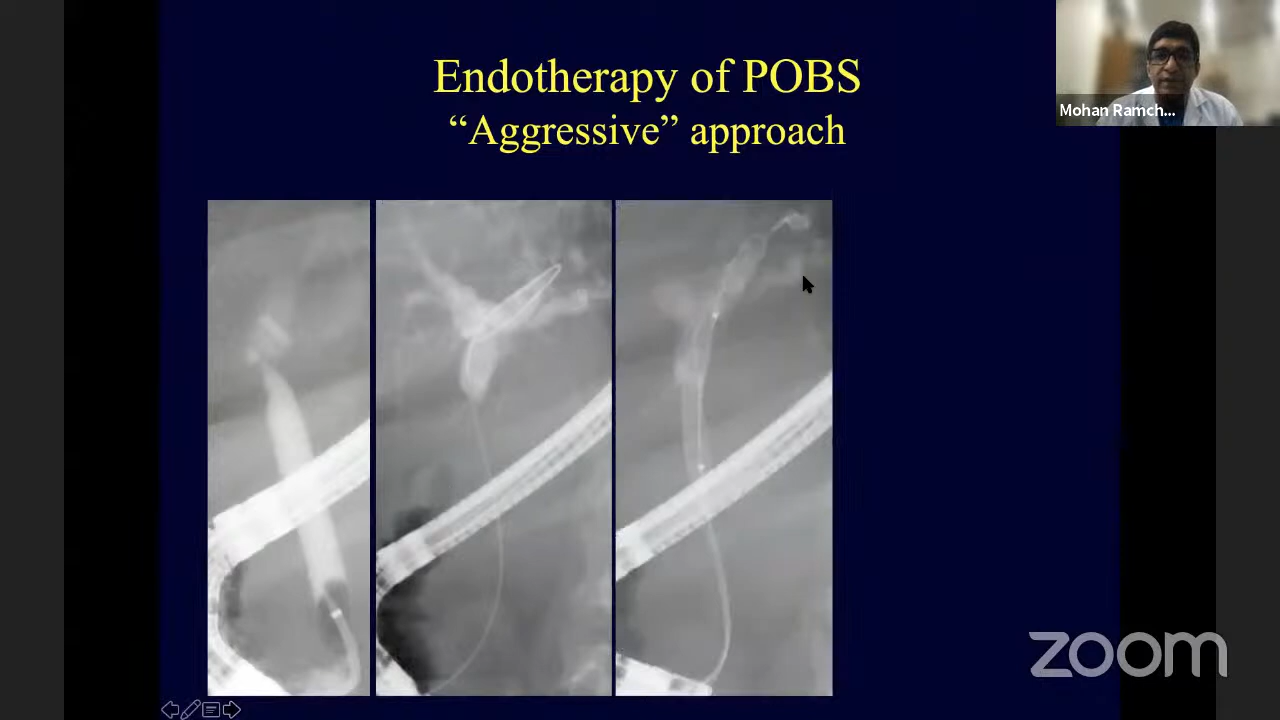 Endotherapy of POBS
“Aggressive” approach
Mohan Ramch...
zoom